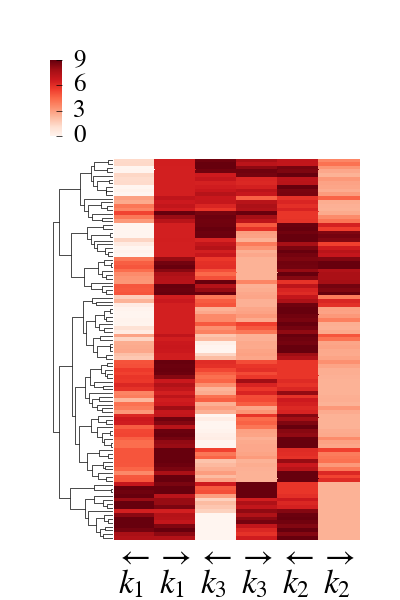 9
6
3
0
← → ← → ← →
k₁ k₁ k₃ k₃ k₂ k₂